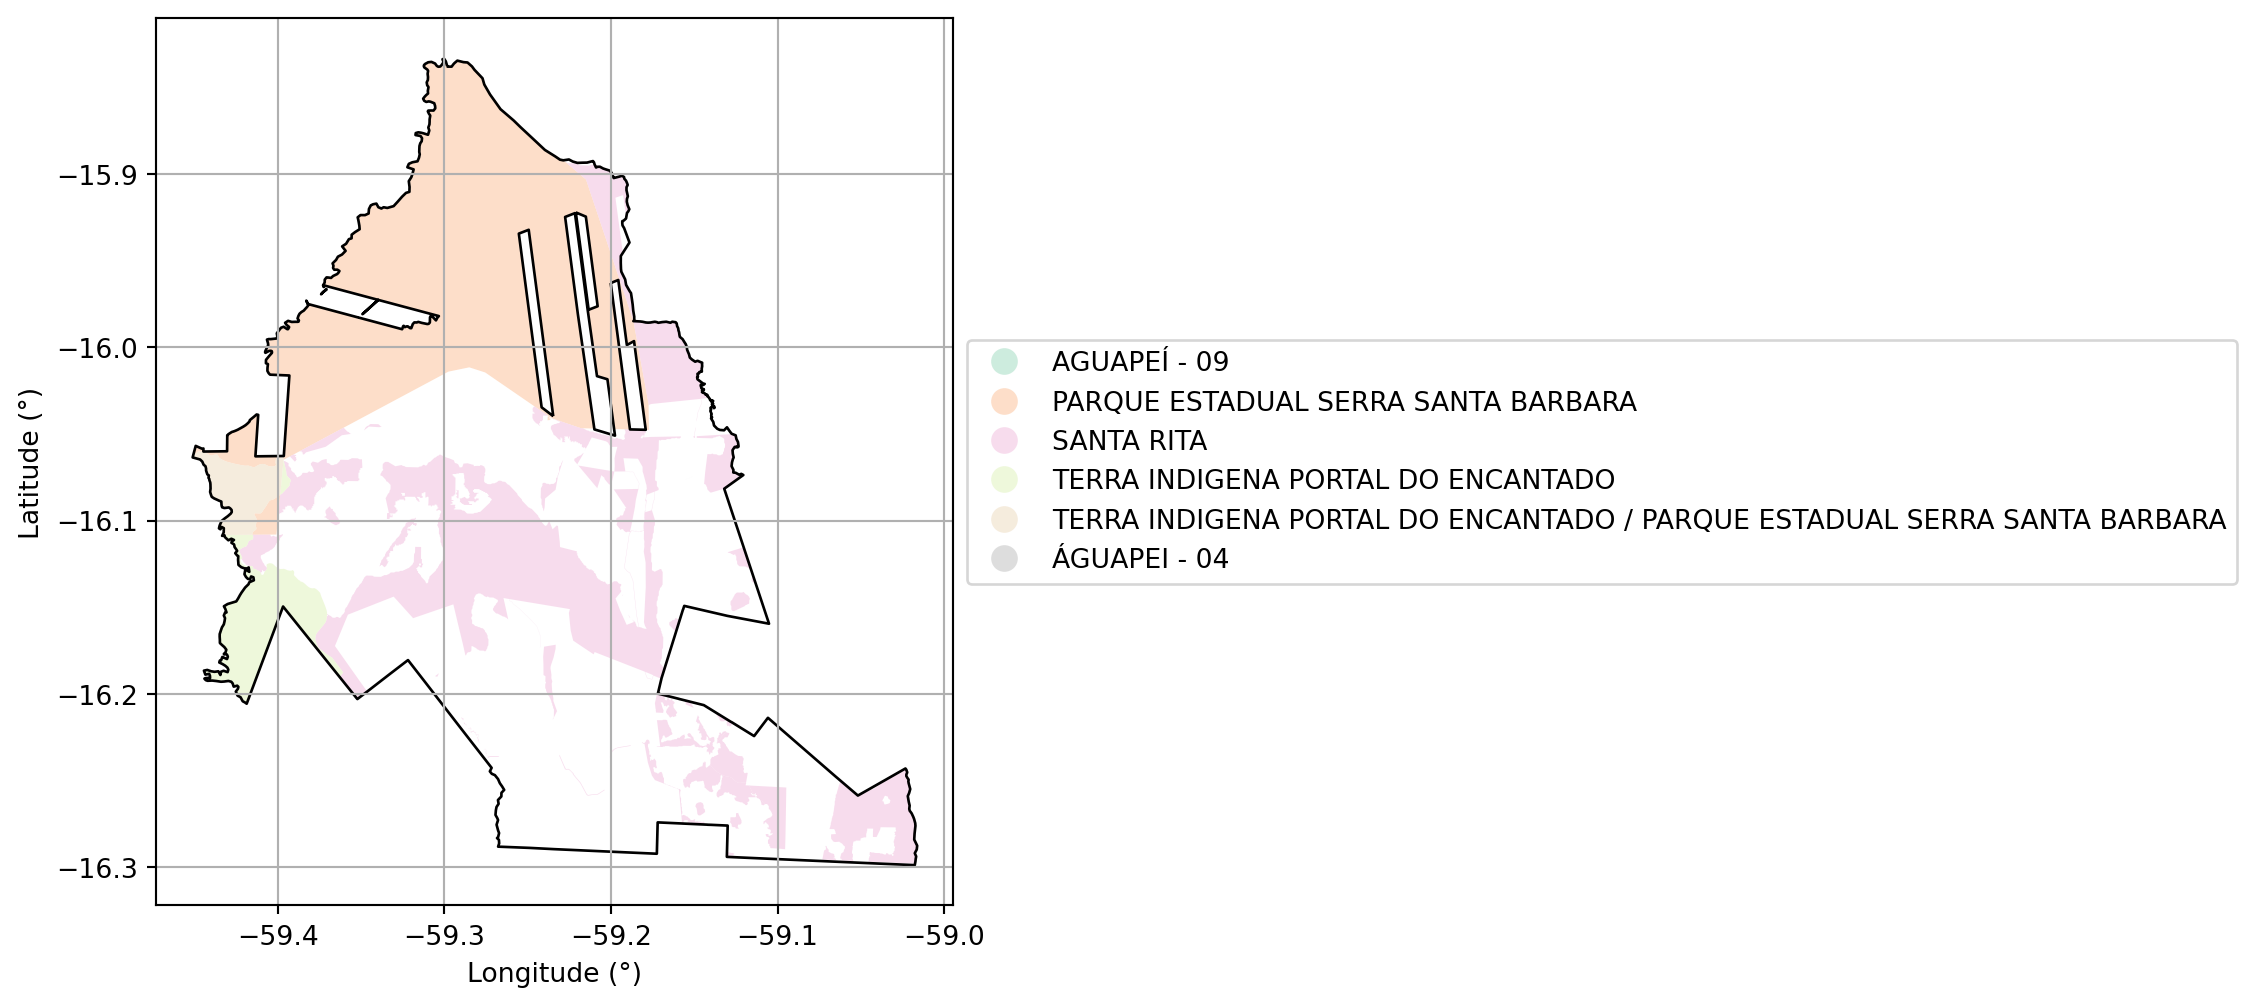 −15.9
−16.0
−16.1
−16.2
−16.3
Latitude (°)
−59.4
−59.3
−59.2
−59.1
−59.0
Longitude (°)
AGUAPEÍ - 09
PARQUE ESTADUAL SERRA SANTA BARBARA
SANTA RITA
TERRA INDIGENA PORTAL DO ENCANTADO
TERRA INDIGENA PORTAL DO ENCANTADO / PARQUE ESTADUAL SERRA SANTA BARBARA
ÁGUAPEI - 04